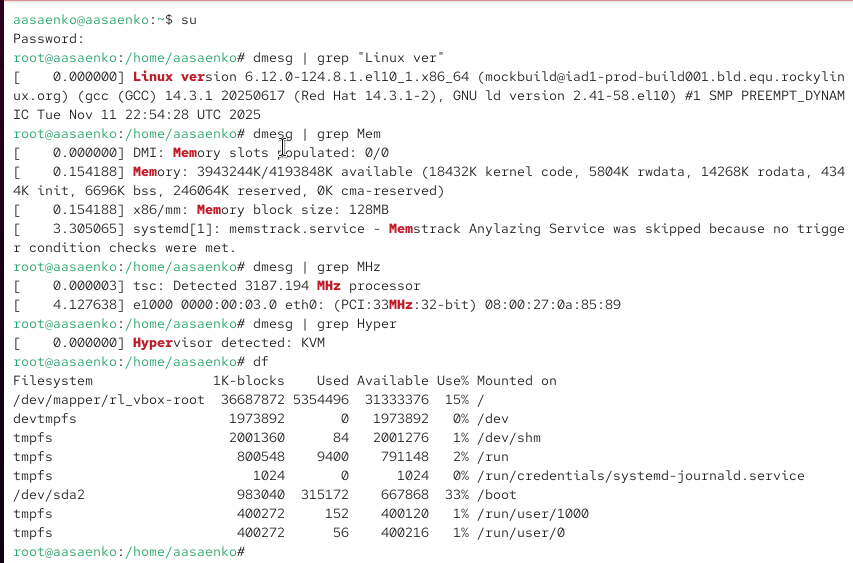 aasaenko@aasaenko:~$ su
Password:
root@aasaenko:/home/aasaenko# dmesg | grep "Linux ver"
[    0.000000] Linux version 6.12.0-124.8.1.el10_1.x86_64 (mockbuild@iad1-prod-build001.bld.equ.rockylin
ux.org) (gcc (GCC) 14.3.1 20250617 (Red Hat 14.3.1-2), GNU ld version 2.41-58.el10) #1 SMP PREEMPT_DYNAM
IC Tue Nov 11 22:54:28 UTC 2025
root@aasaenko:/home/aasaenko# dmesg | grep Mem
[    0.000000] DMI: Memory slots populated: 0/0
[    0.154188] Memory: 3943244K/4193848K available (18432K kernel code, 5804K rwdata, 14268K rodata, 434
4K init, 6696K bss, 246064K reserved, 0K cma-reserved)
[    0.154188] x86/mm: Memory block size: 128MB
[    3.305065] systemd[1]: memstrack.service - Memstrack Anylazing Service was skipped because no trigge
r condition checks were met.
root@aasaenko:/home/aasaenko# dmesg | grep MHz
[    0.000003] tsc: Detected 3187.194 MHz processor
[    4.127638] e1000 0000:00:03.0 eth0: (PCI:33MHz:32-bit) 08:00:27:0a:85:89
root@aasaenko:/home/aasaenko# dmesg | grep Hyper
[    0.000000] Hypervisor detected: KVM
root@aasaenko:/home/aasaenko# df
Filesystem               1K-blocks    Used Available Use% Mounted on
/dev/mapper/rl_vbox-root  36687872 5354496  31333376  15% /
devtmpfs                   1973892       0   1973892   0% /dev
tmpfs                      2001360      84   2001276   1% /dev/shm
tmpfs                       800548    9400    791148   2% /run
tmpfs                         1024       0      1024   0% /run/credentials/systemd-journald.service
/dev/sda2                   983040  315172    667868  33% /boot
tmpfs                       400272     152    400120   1% /run/user/1000
tmpfs                       400272      56    400216   1% /run/user/0
root@aasaenko:/home/aasaenko#